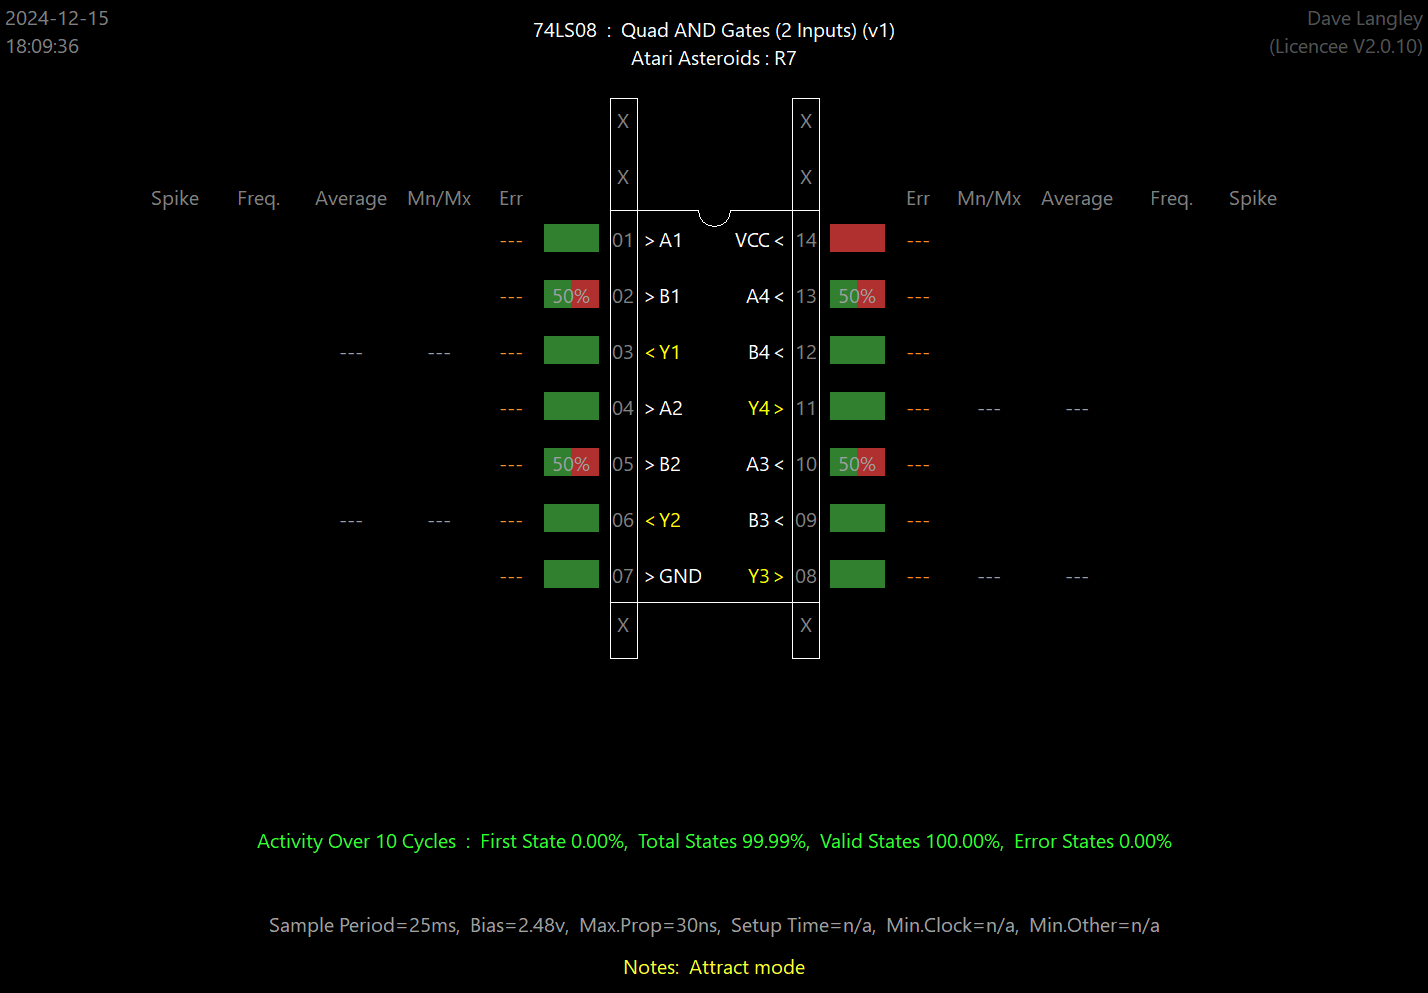 2024-12-15
18:09:36
74LS08 : Quad AND Gates (2 Inputs) (v1)
Atari Asteroids : R7
Dave Langley
(Licencee V2.0.10)
X X
X X
Spike Freq. Average Mn/Mx Err Err Mn/Mx Average Freq. Spike
--- 01 > A1 VCC < 14 ---
--- 50% 02 > B1 A4 < 13 50% ---
--- --- --- 03 < Y1 B4 < 12 ---
--- 04 > A2 Y4 > 11 --- --- ---
--- 50% 05 > B2 A3 < 10 50% ---
--- --- --- 06 < Y2 B3 < 09 ---
--- 07 > GND Y3 > 08 --- --- ---
X X
Activity Over 10 Cycles : First State 0.00%, Total States 99.99%, Valid States 100.00%, Error States 0.00%
Sample Period=25ms, Bias=2.48v, Max.Prop=30ns, Setup Time=n/a, Min.Clock=n/a, Min.Other=n/a
Notes: Attract mode